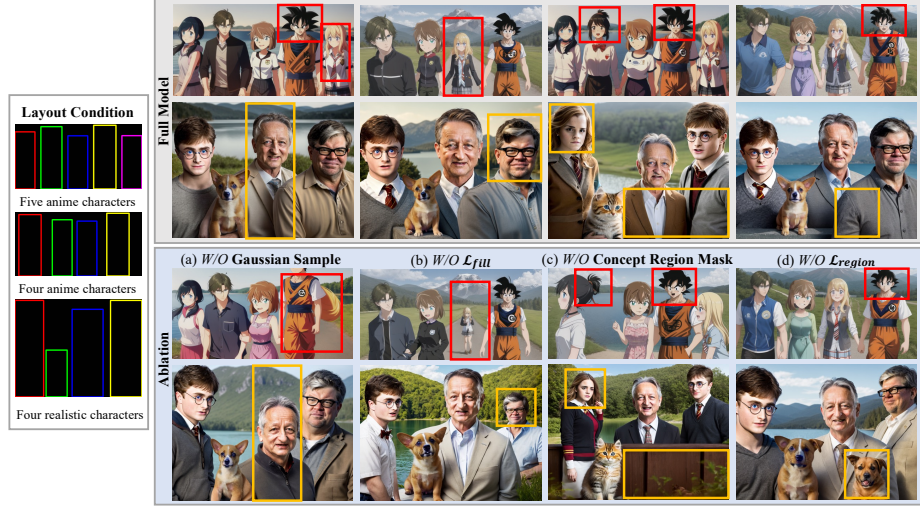 Layout Condition
Five anime characters
Four anime characters
Four realistic characters
Full Model
(a) W/O Gaussian Sample
(b) W/O ℒfill
(c) W/O Concept Region Mask
(d) W/O ℒregion
Ablation